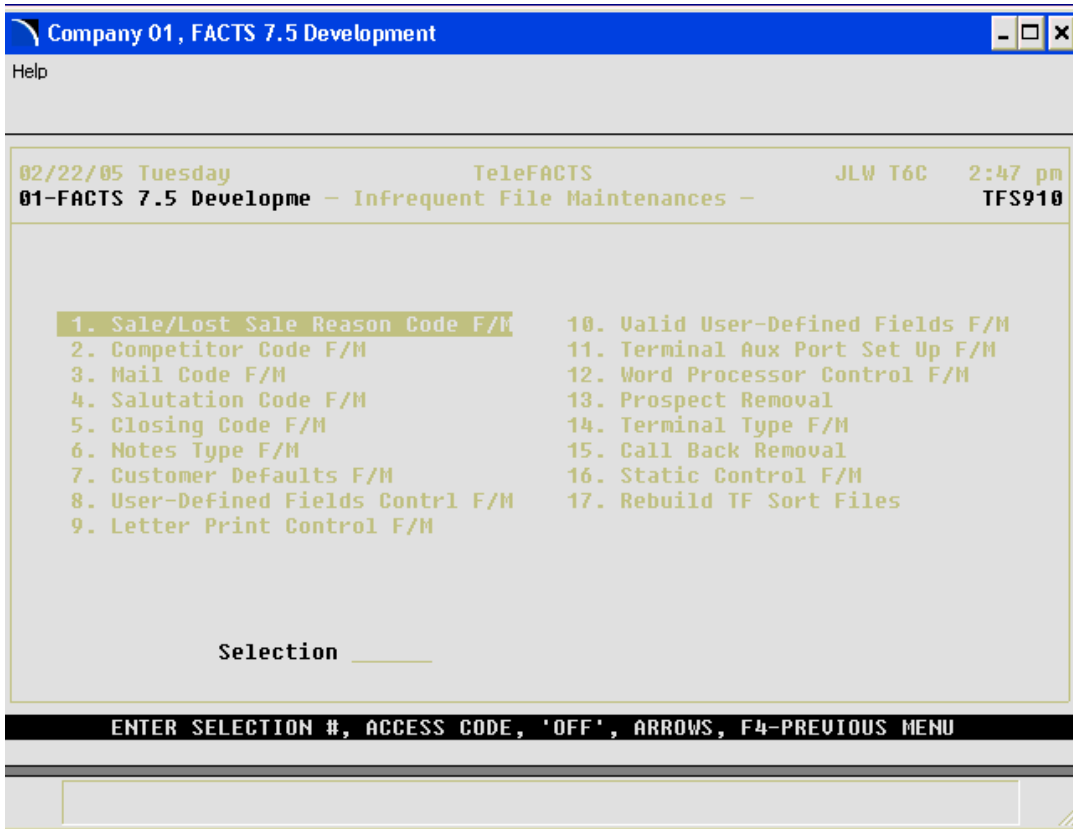 Company 01, FACTS 7.5 Development
Help
02/22/05 Tuesday TeleFACTS JLW T6C 2:47 pm
01-FACTS 7.5 Developme — Infrequent File Maintenances — TFS910
1. Sale/Lost Sale Reason Code F/M 10. Valid User-Defined Fields F/M
2. Competitor Code F/M 11. Terminal Aux Port Set Up F/M
3. Mail Code F/M 12. Word Processor Control F/M
4. Salutation Code F/M 13. Prospect Removal
5. Closing Code F/M 14. Terminal Type F/M
6. Notes Type F/M 15. Call Back Removal
7. Customer Defaults F/M 16. Static Control F/M
8. User-Defined Fields Contrl F/M 17. Rebuild TF Sort Files
9. Letter Print Control F/M
Selection ______
ENTER SELECTION #, ACCESS CODE, 'OFF', ARROWS, F4-PREVIOUS MENU